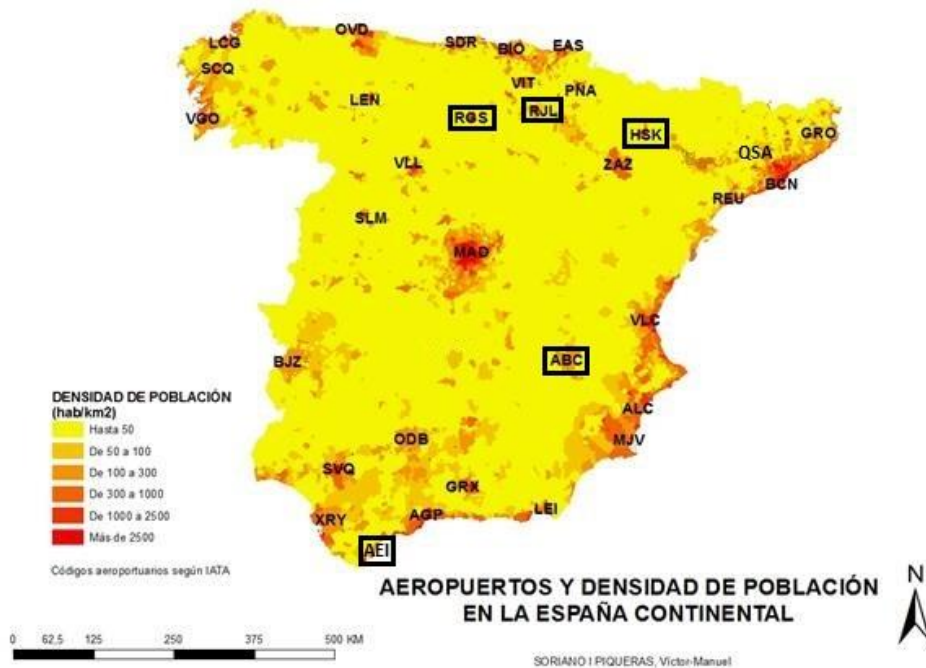 OVD
SDR
BIO
EAS
LCG
SCQ
VIT
PNA
LEN
RGS
RJL
VGO
HSK
GRO
QSA
VLL
ZAZ
BCN
REU
SLM
MAD
VLC
BJZ
ABC
DENSIDAD DE POBLACIÓN
(hab/km2)
Hasta 50
De 50 a 100
De 100 a 300
De 300 a 1000
De 1000 a 2500
Más de 2500
Códigos aeroportuarios según IATA
ALC
MJV
ODB
SVQ
GRX
LEI
XRY
AGP
AEI
AEROPUERTOS Y DENSIDAD DE POBLACIÓN
EN LA ESPAÑA CONTINENTAL
N
0 62,5 125 250 375 500 KM
SORIANO I PIQUERAS, Víctor-Manuel